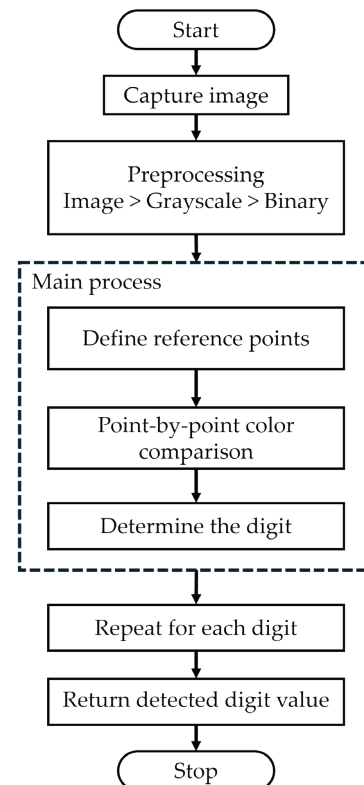 Start
Capture image
Preprocessing
Image > Grayscale > Binary
Main process
Define reference points
Point-by-point color
comparison
Determine the digit
Repeat for each digit
Return detected digit value
Stop